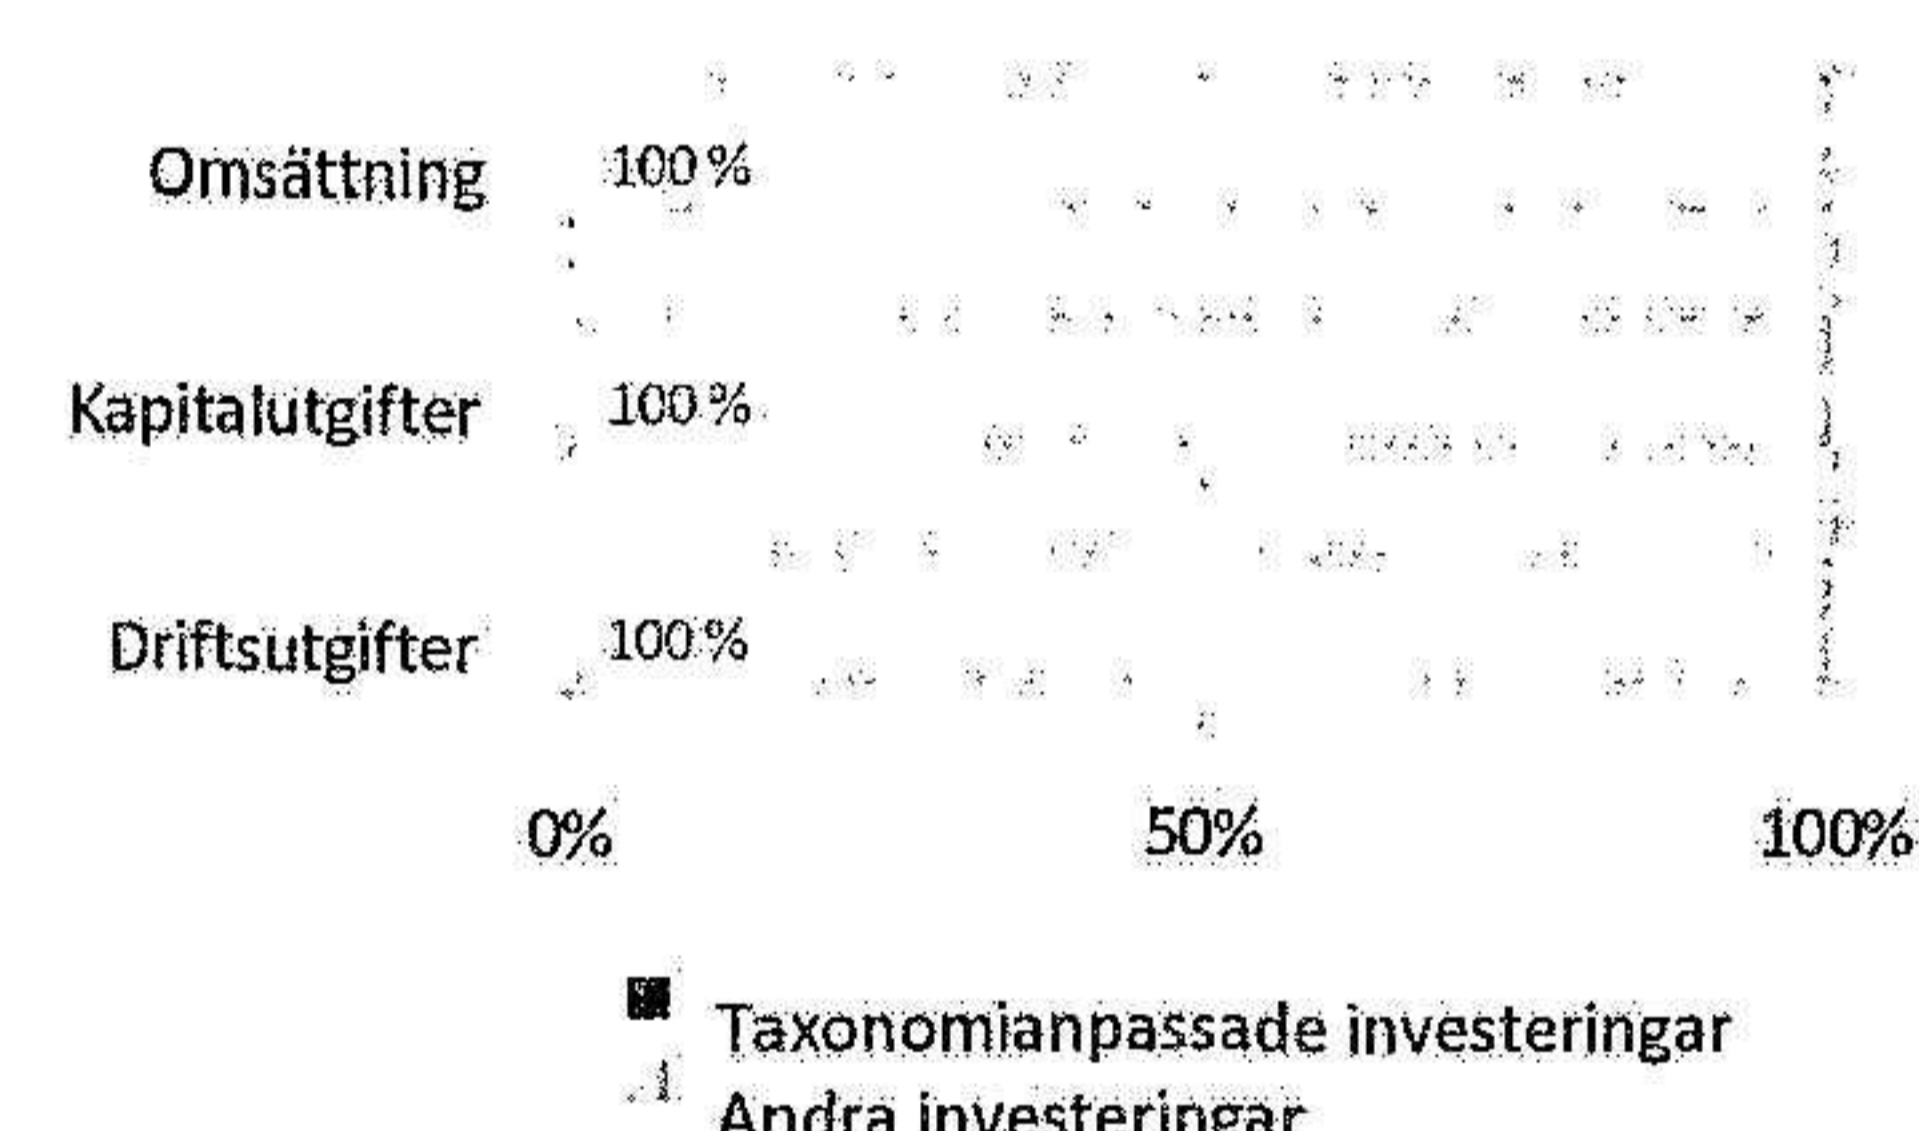 Omsättning 100 %
Kapitalutgifter 100 %
Driftsutgifter 100 %
0% 50% 100%
Taxonomianpassade investeringar
Andra investeringar